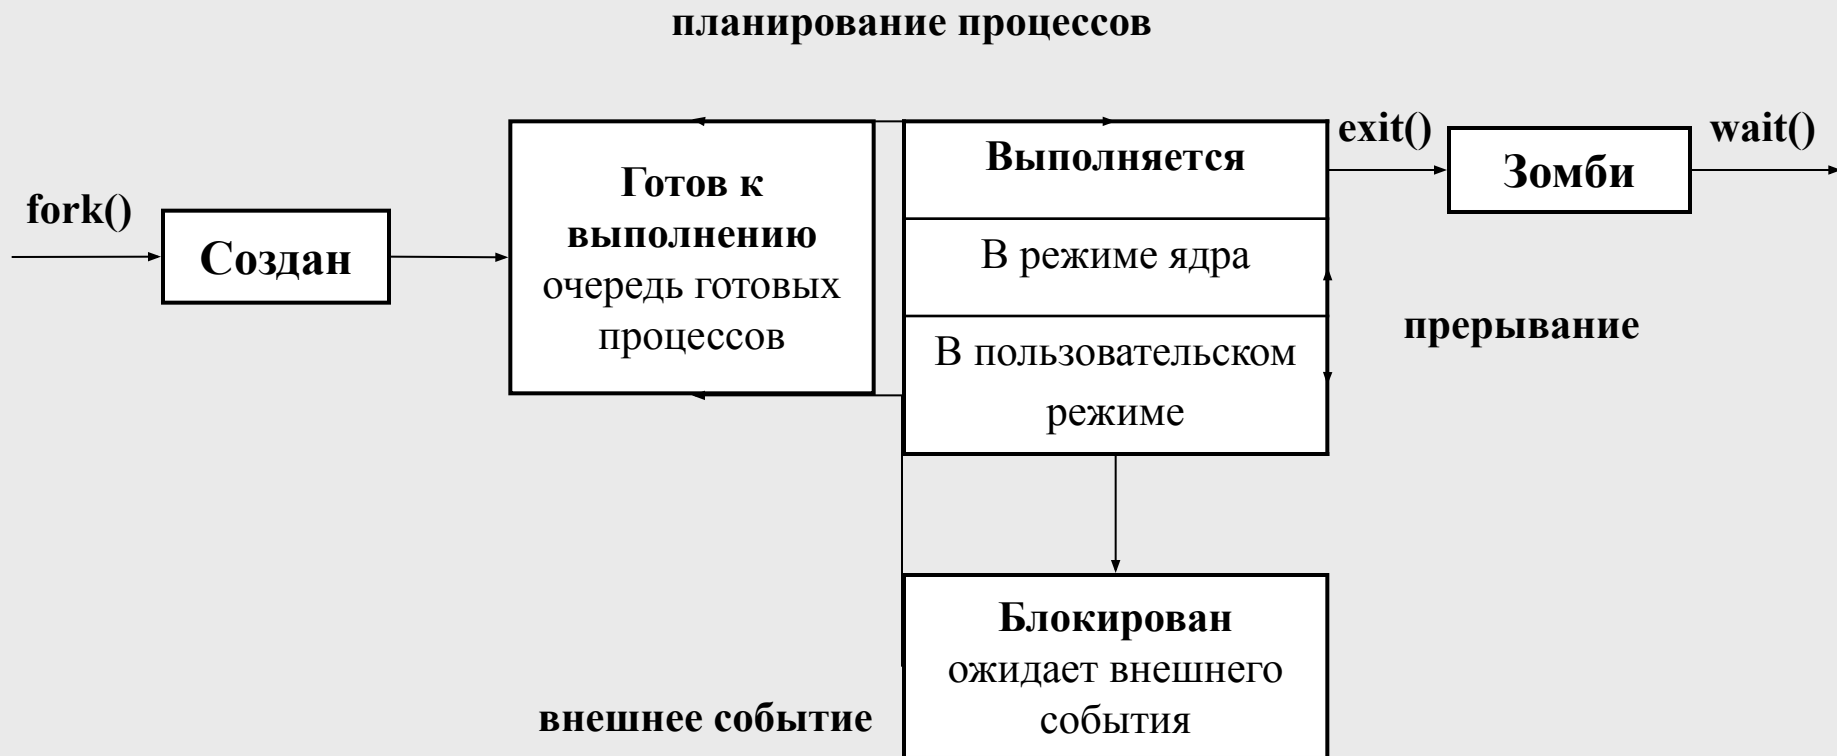 планирование процессов
fork()
Создан
Готов к
выполнению
очередь готовых
процессов
Выполняется
В режиме ядра
В пользовательском
режиме
exit()
Зомби
wait()
прерывание
Блокирован
ожидает внешнего
события
внешнее событие